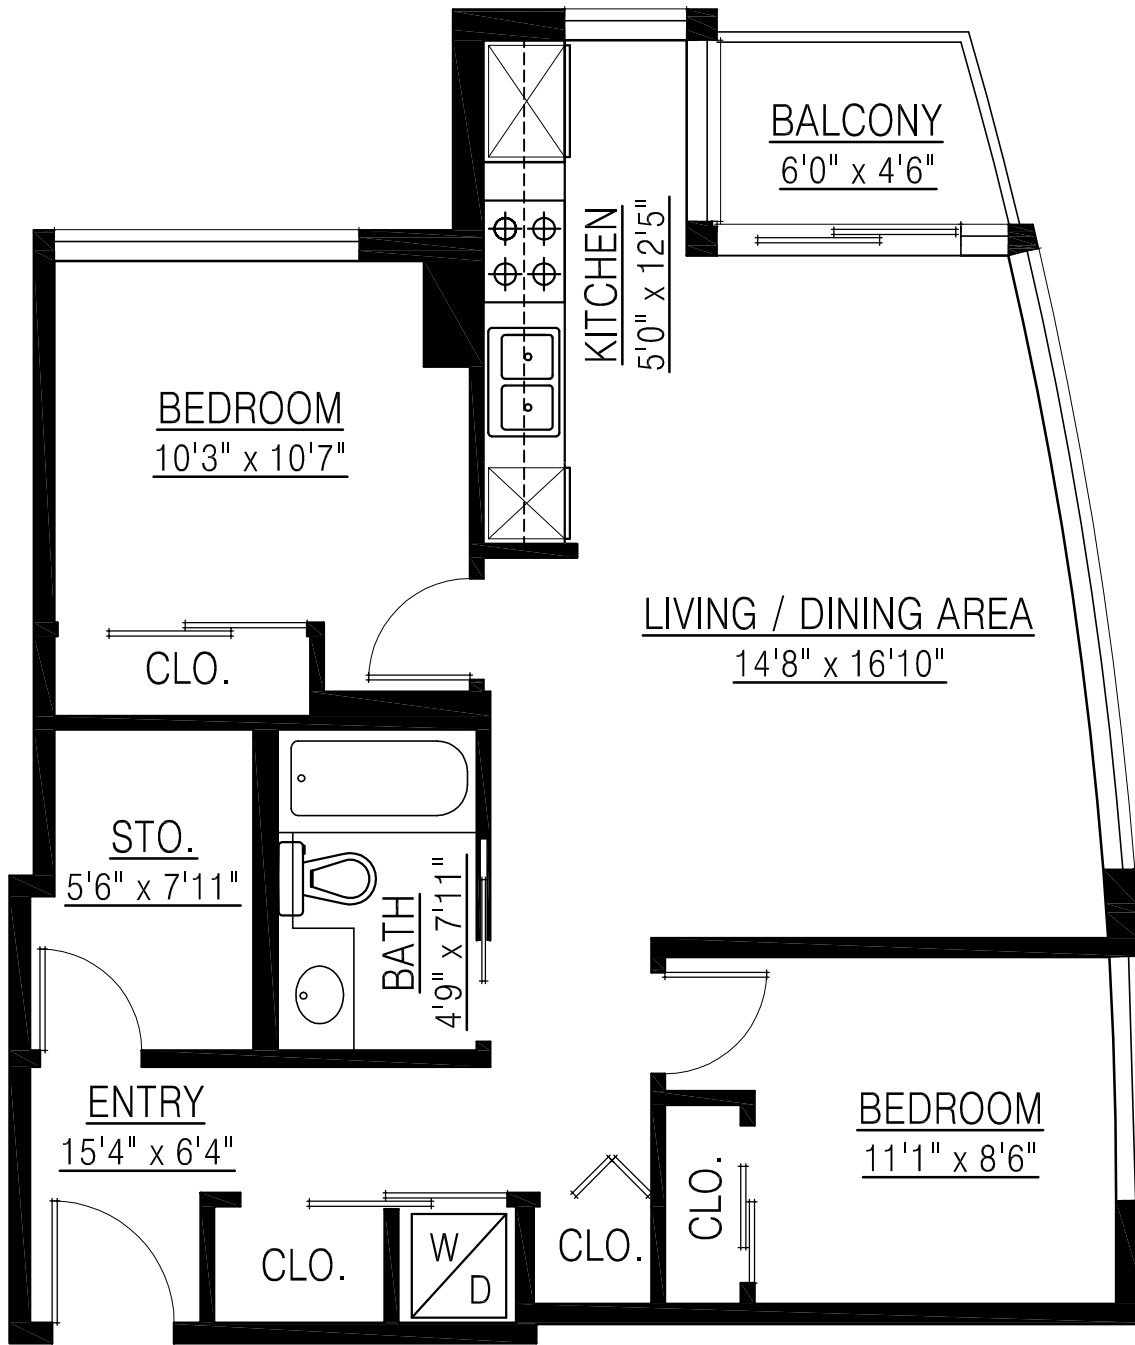 BALCONY
6'0" x 4'6"
KITCHEN
5'0" x 12'5"
BEDROOM
10'3" x 10'7"
LIVING / DINING AREA
14'8" x 16'10"
CLO.
STO.
5'6" x 7'11"
BATH
4'9" x 7'11"
ENTRY
15'4" x 6'4"
BEDROOM
11'1" x 8'6"
CLO.
CLO.
CLO.
W
D